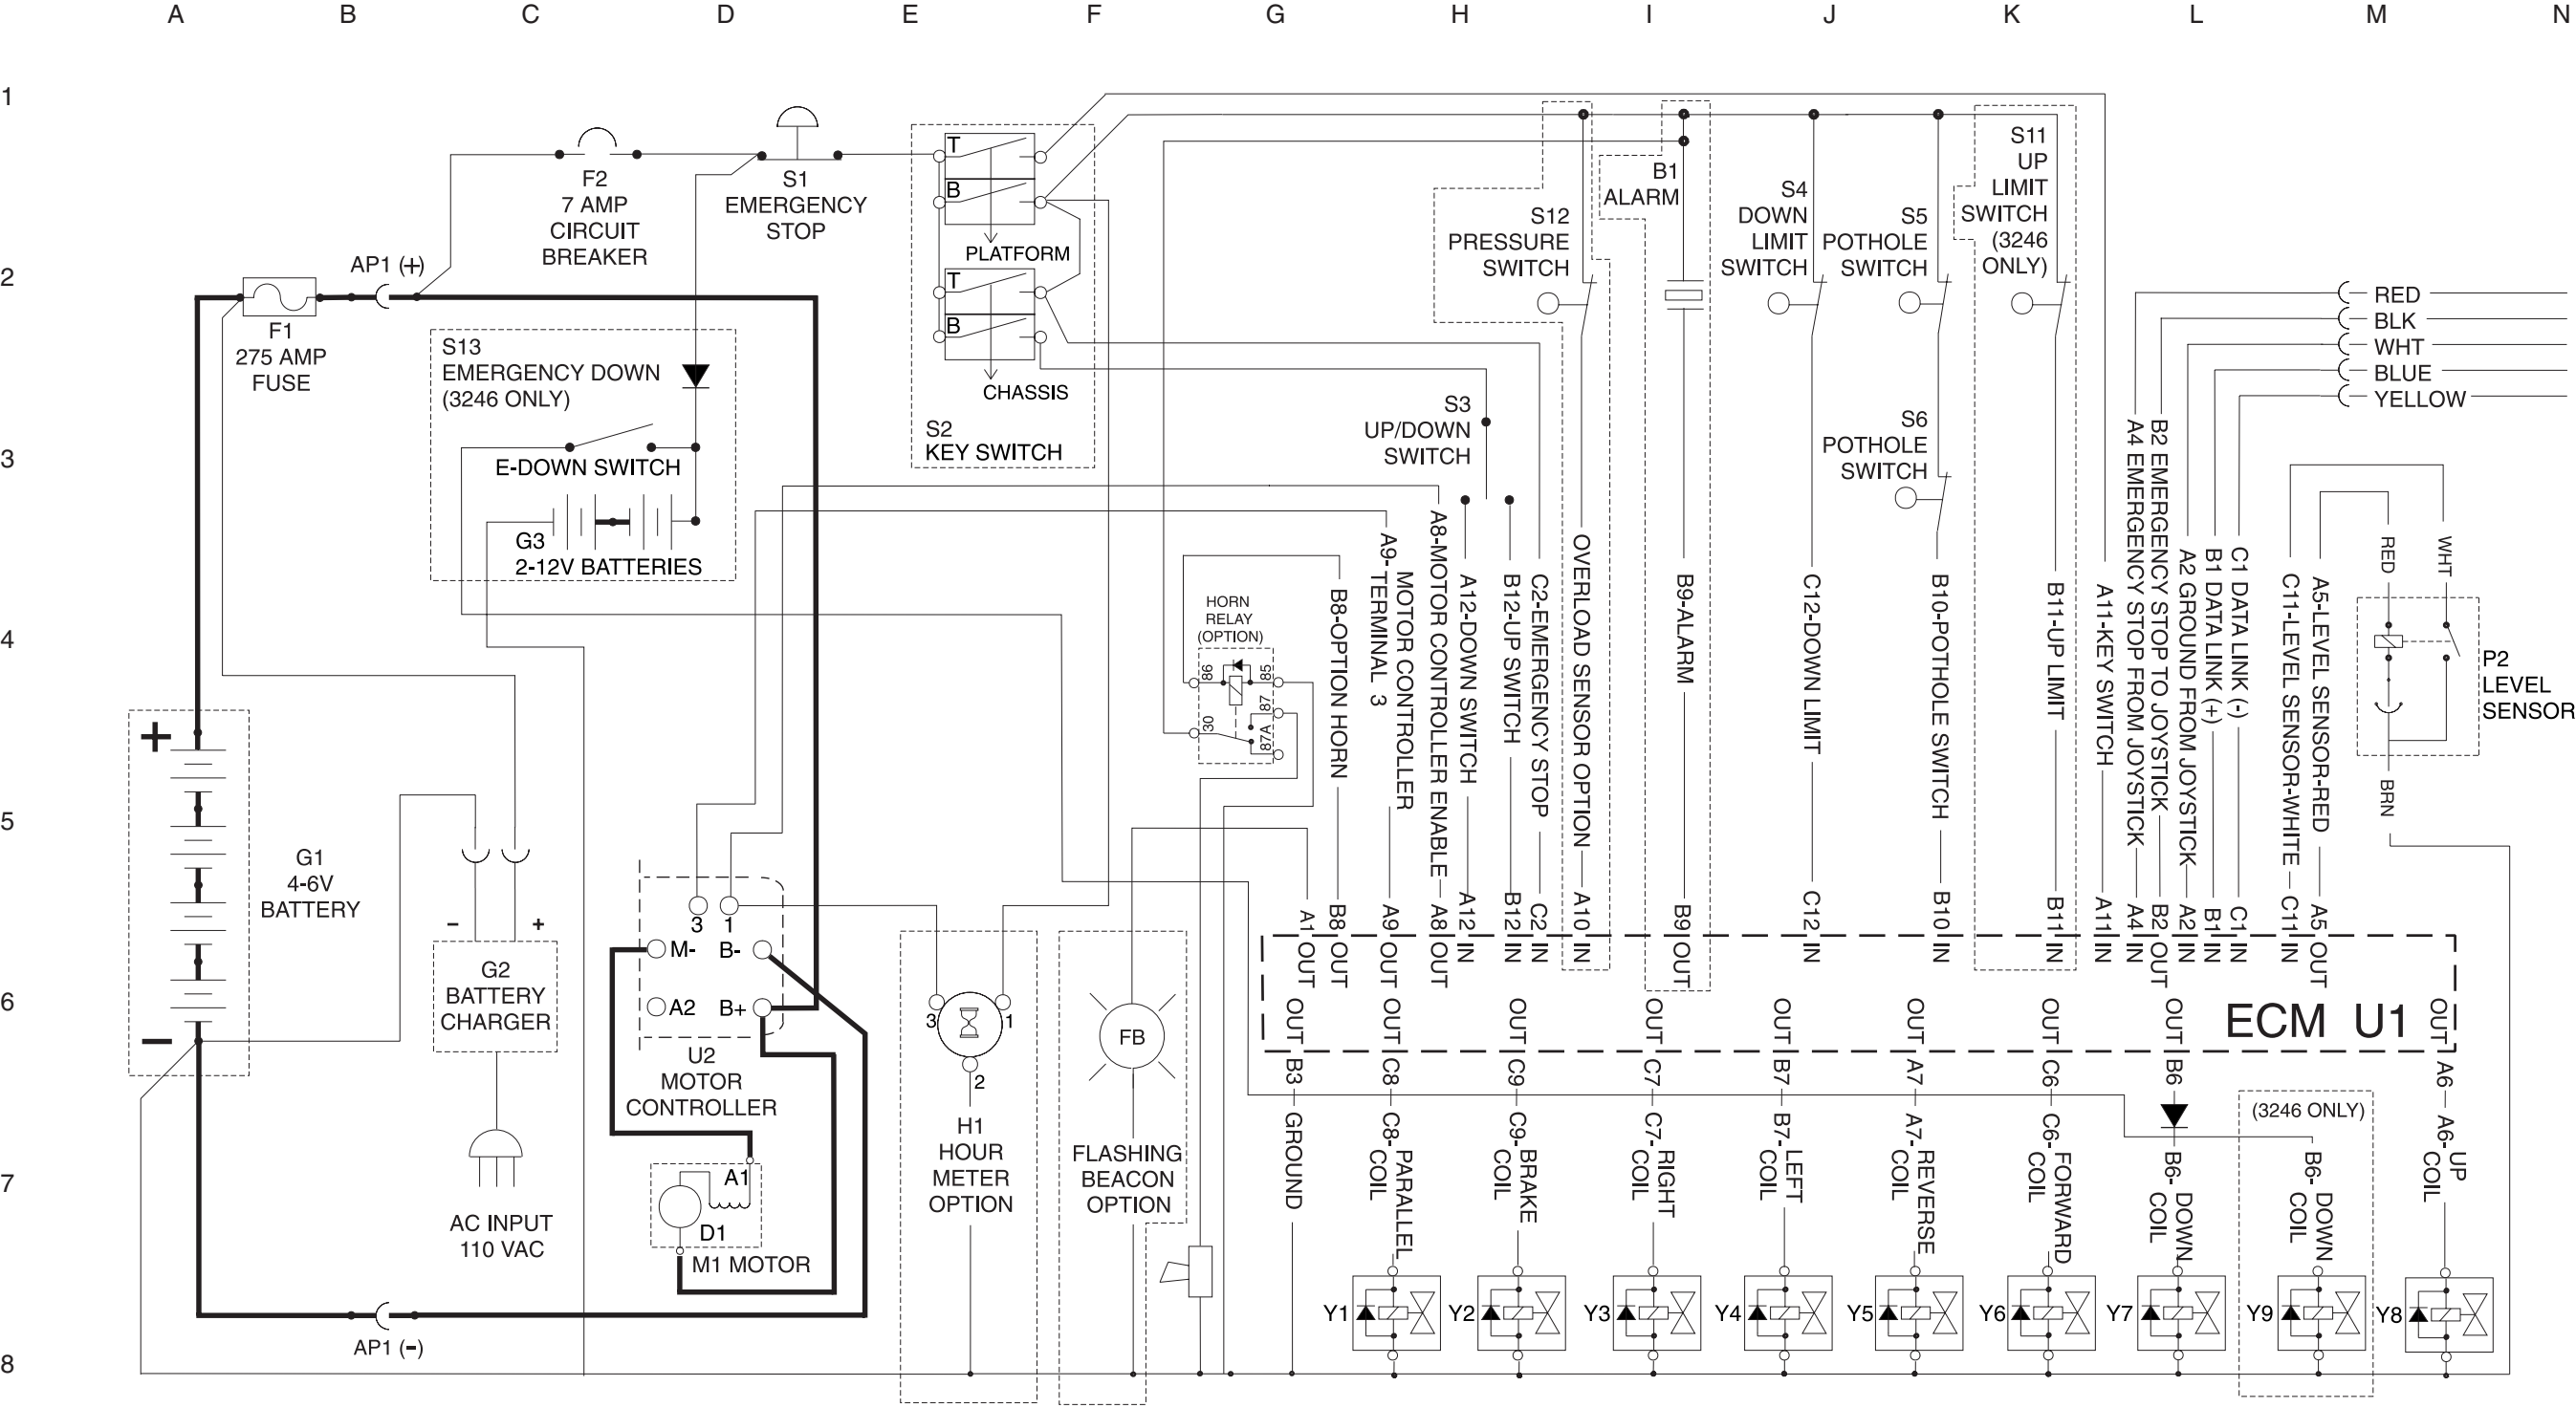 A B C D E F G H I J K L M N
1
2
3
4
5
6
7
8
F2
7 AMP
CIRCUIT
BREAKER
S1
EMERGENCY
STOP
AP1 (+)
F1
275 AMP
FUSE
S13
EMERGENCY DOWN
(3246 ONLY)
E-DOWN SWITCH
G3
2-12V BATTERIES
T
B
PLATFORM
T
B
CHASSIS
S2
KEY SWITCH
S12
PRESSURE
SWITCH
B1
ALARM
S4
DOWN
LIMIT
SWITCH
S5
POTHOLE
SWITCH
S11
UP
LIMIT
SWITCH
(3246
ONLY)
S3
UP/DOWN
SWITCH
S6
POTHOLE
SWITCH
RED
BLK
WHT
BLUE
YELLOW
HORN
RELAY
(OPTION)
86
85
87
30
87A
B8-OPTION HORN
A9-TERMINAL 3
MOTOR CONTROLLER
A8-MOTOR CONTROLLER ENABLE
A12-DOWN SWITCH
B12-UP SWITCH
C2-EMERGENCY STOP
OVERLOAD SENSOR OPTION
B9-ALARM
C12-DOWN LIMIT
B10-POTHOLE SWITCH
B11-UP LIMIT
A11-KEY SWITCH
A4 EMERGENCY STOP FROM JOYSTICK
B2 EMERGENCY STOP TO JOYSTICK
A2 GROUND FROM JOYSTICK
B1 DATA LINK (+)
C1 DATA LINK (-)
C11-LEVEL SENSOR-WHITE
A5-LEVEL SENSOR-RED
RED
WHT
P2
LEVEL
SENSOR
BRN
+
G1
4-6V
BATTERY
−
−
+
G2
BATTERY
CHARGER
AC INPUT
110 VAC
3
1
M-
B-
A2
B+
U2
MOTOR
CONTROLLER
A1
D1
M1 MOTOR
AP1 (-)
3
1
2
H1
HOUR
METER
OPTION
FB
FLASHING
BEACON
OPTION
A1 OUT
B8 OUT
A9 OUT
A8 OUT
A12 IN
B12 IN
C2 IN
A10 IN
B9 OUT
C12 IN
B10 IN
B11 IN
A11 IN
A4 IN
B2 OUT
A2 IN
B1 IN
C1 IN
C11 IN
A5 OUT
ECM U1
OUT B3
OUT C8
OUT C9
OUT C7
OUT B7
OUT A7
OUT C6
OUT B6
OUT A6
GROUND
C8-PARALLEL
COIL
C9-BRAKE
COIL
C7-RIGHT
COIL
B7-LEFT
COIL
A7-REVERSE
COIL
C6-FORWARD
COIL
B6-DOWN
COIL
(3246 ONLY)
B6-DOWN
COIL
A6-UP
COIL
Y1
Y2
Y3
Y4
Y5
Y6
Y7
Y9
Y8